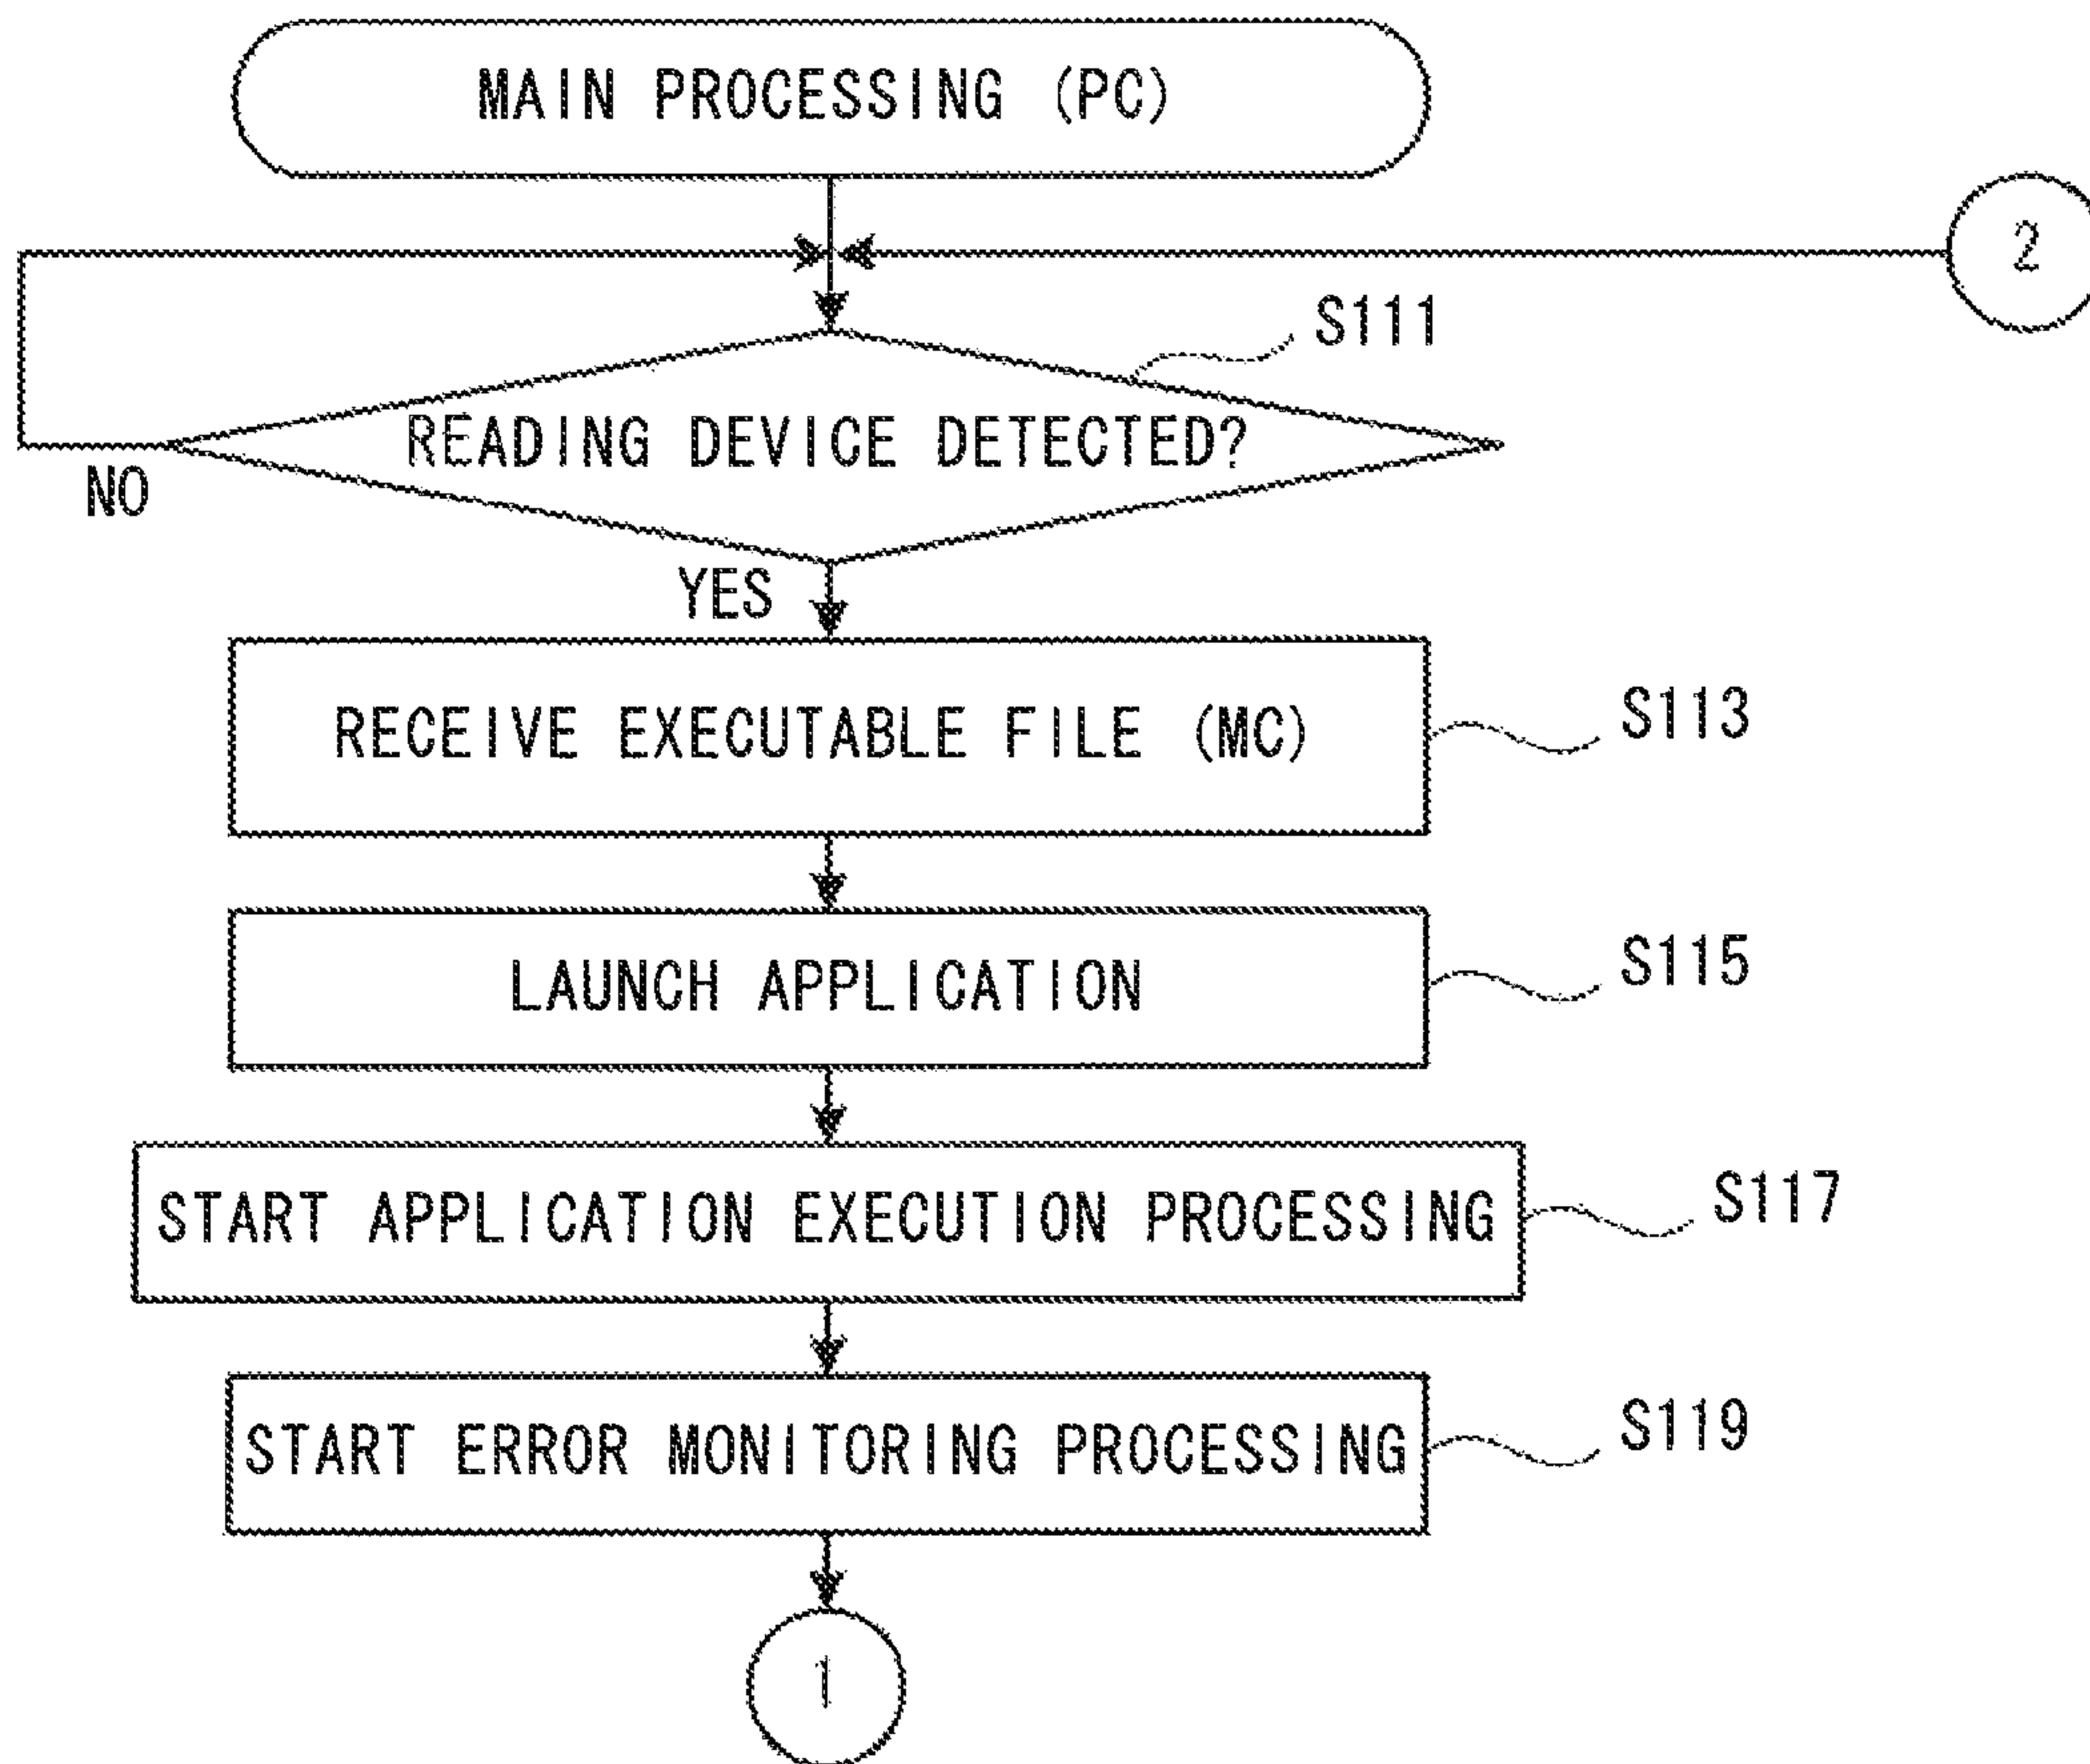 MAIN PROCESSING (PC)
2
S111
READING DEVICE DETECTED?
NO
YES
RECEIVE EXECUTABLE FILE (MC)
S113
LAUNCH APPLICATION
S115
START APPLICATION EXECUTION PROCESSING
S117
START ERROR MONITORING PROCESSING
S119
1